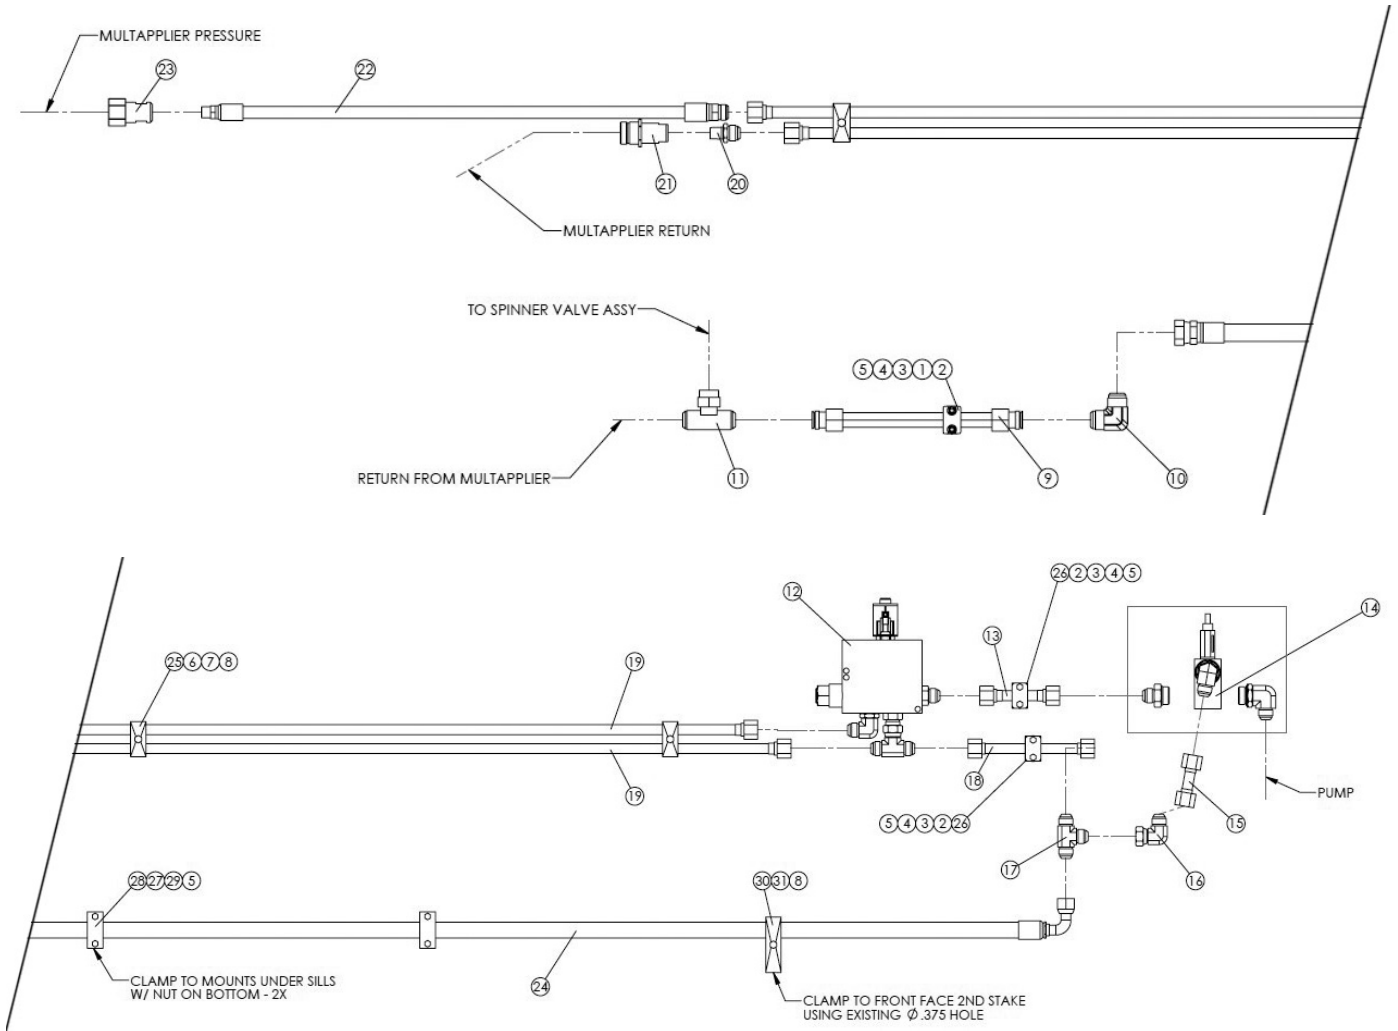 MULTAPPLIER PRESSURE
23
22
21
20
MULTAPPLIER RETURN
TO SPINNER VALVE ASSY
5 4 3 1 2
RETURN FROM MULTAPPLIER
11
9
10
26 2 3 4 5
12
14
13
25 6 7 8
19
18
19
PUMP
15
5 4 3 2 26
17
16
28 27 29 5
30 31 8
CLAMP TO MOUNTS UNDER SILLS
W/ NUT ON BOTTOM - 2X
24
CLAMP TO FRONT FACE 2ND STAKE
USING EXISTING Ø .375 HOLE